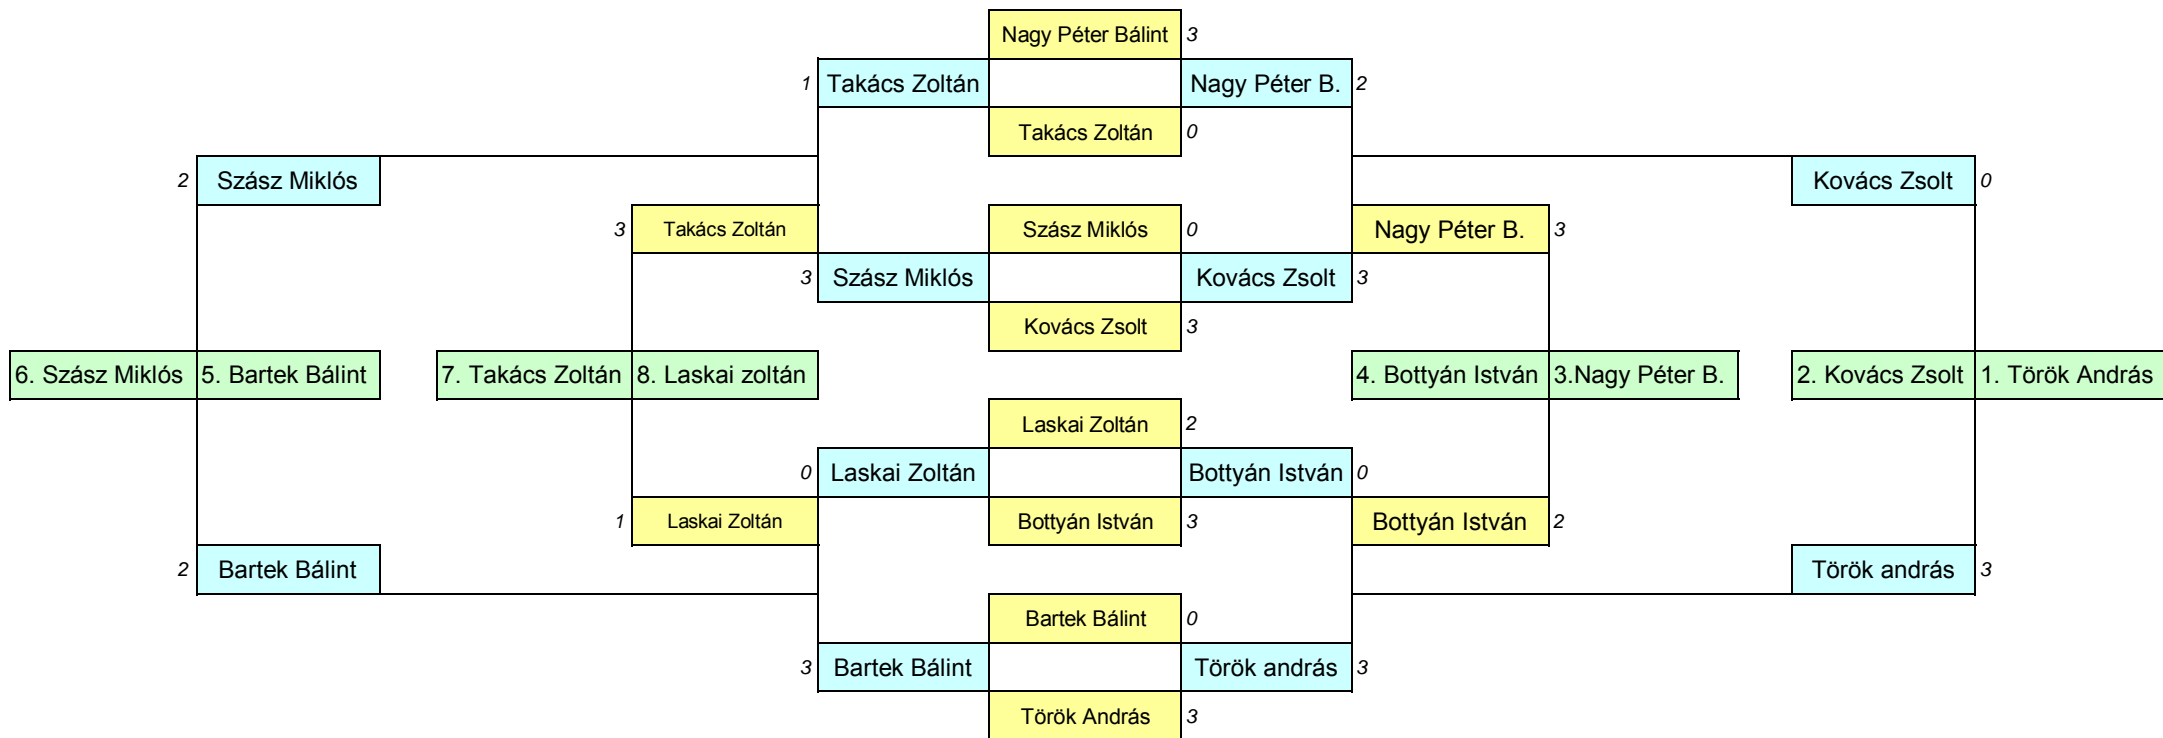 Nagy Péter Bálint 3
1 Takács Zoltán Nagy Péter B. 2
Takács Zoltán 0
2 Szász Miklós Kovács Zsolt 0
3 Takács Zoltán Szász Miklós 0 Nagy Péter B. 3
3 Szász Miklós Kovács Zsolt 3
Kovács Zsolt 3
6. Szász Miklós 5. Bartek Bálint 7. Takács Zoltán 8. Laskai zoltán 4. Bottyán István 3.Nagy Péter B. 2. Kovács Zsolt 1. Török András
Laskai Zoltán 2
0 Laskai Zoltán Bottyán István 0
1 Laskai Zoltán Bottyán István 3 Bottyán István 2
2 Bartek Bálint Török andrás 3
Bartek Bálint 0
3 Bartek Bálint Török andrás 3
Török András 3